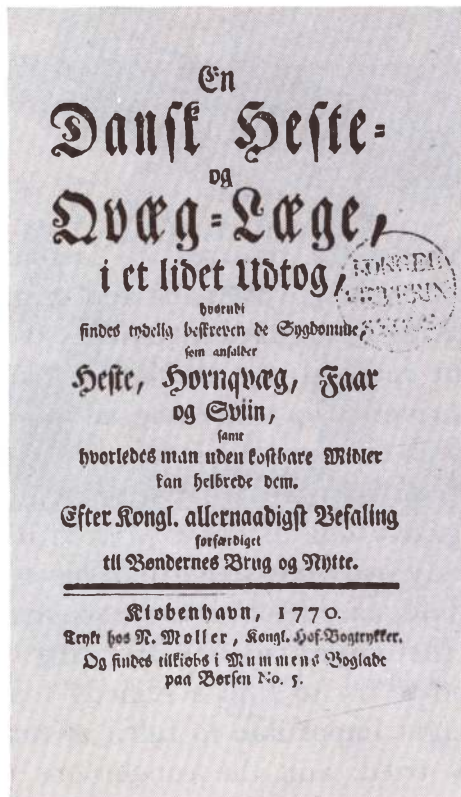 En
Dansk Heste-
og
Qvæg-Læge,
i et lidet Udtog,
hvorudi
findes tydelig beskreven de Sygdomme,
som anfalder
Heste, Hornqvæg, Faar
og Sviin,
samt
hvorledes man uden kostbare Midler
kan helbrede dem.
Efter Kongl. allernaadigst Befaling
forfærdiget
til Bøndernes Brug og Nytte.
Kiøbenhavn, 1770.
Trykt hos N. Møller, Kongl. Hof-Bogtrykker.
Og findes tilkiøbs i Mummens Boglade
paa Børsen No. 5.